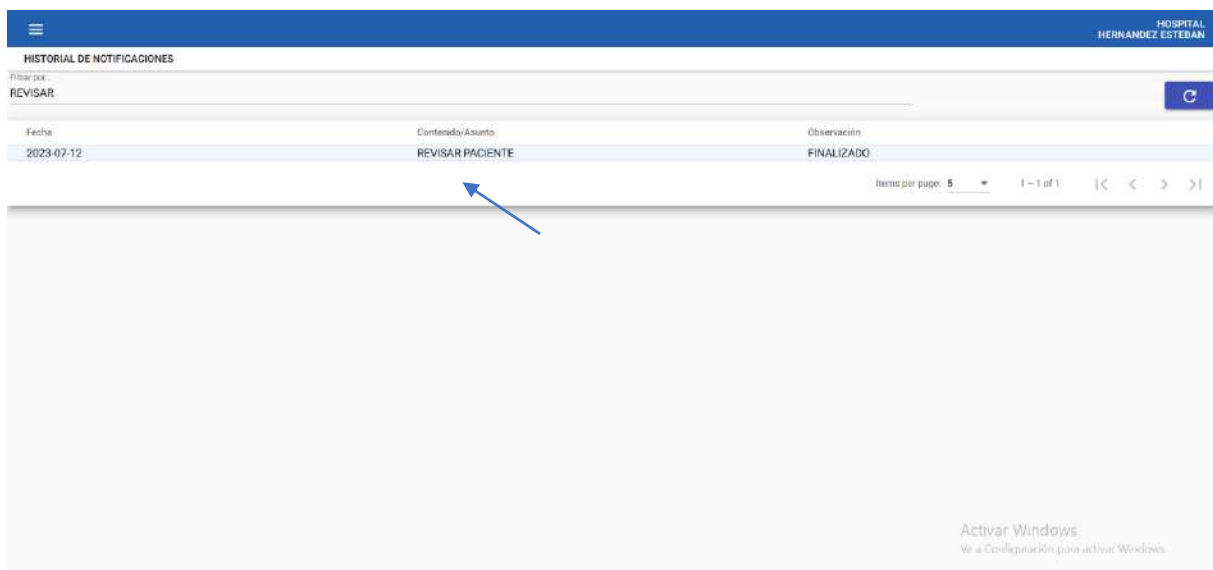 HOSPITAL
HERNANDEZ ESTEBAN
HISTORIAL DE NOTIFICACIONES
Filtrar por...
REVISAR
Fecha Contenido/Asunto Observación
2023-07-12 REVISAR PACIENTE FINALIZADO
Items per page: 5 1 – 1 of 1
Activar Windows
Ve a Configuración para activar Windows.